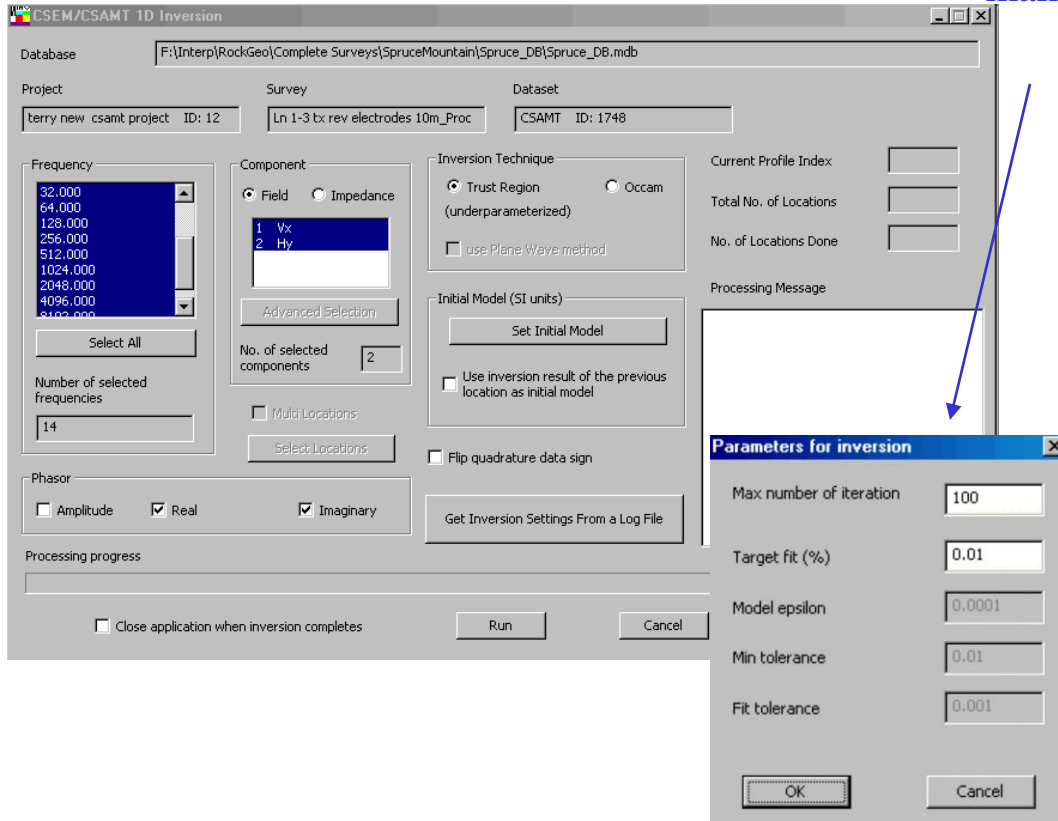 CSEM/CSAMT 1D Inversion
Database
F:\Interp\RockGeo\Complete Surveys\SpruceMountain\Spruce_DB\Spruce_DB.mdb
Project
Survey
Dataset
terry new csamt project ID: 12
Ln 1-3 tx rev electrodes 10m_Proc
CSAMT ID: 1748
Frequency
32.000
64.000
128.000
256.000
512.000
1024.000
2048.000
4096.000
Select All
Number of selected
frequencies
14
Component
Field
Impedance
1 Vx
2 Hy
Advanced Selection
No. of selected
components
2
Multi Locations
Select Locations
Phasor
Amplitude
Real
Imaginary
Inversion Technique
Trust Region
Occam
(underparameterized)
use Plane Wave method
Initial Model (SI units)
Set Initial Model
Use inversion result of the previous
location as initial model
Flip quadrature data sign
Get Inversion Settings From a Log File
Current Profile Index
Total No. of Locations
No. of Locations Done
Processing Message
Processing progress
Close application when inversion completes
Run
Cancel
Parameters for inversion
Max number of iteration
100
Target fit (%)
0.01
Model epsilon
0.0001
Min tolerance
0.01
Fit tolerance
0.001
OK
Cancel